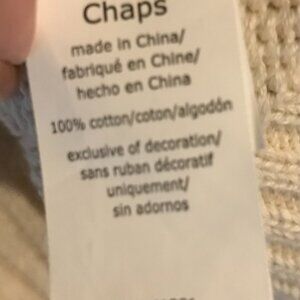 Chaps
made in China/
fabriqué en Chine/
hecho en China
100% cotton/coton/algodón
exclusive of decoration/
sans ruban décoratif
uniquement/
sin adornos